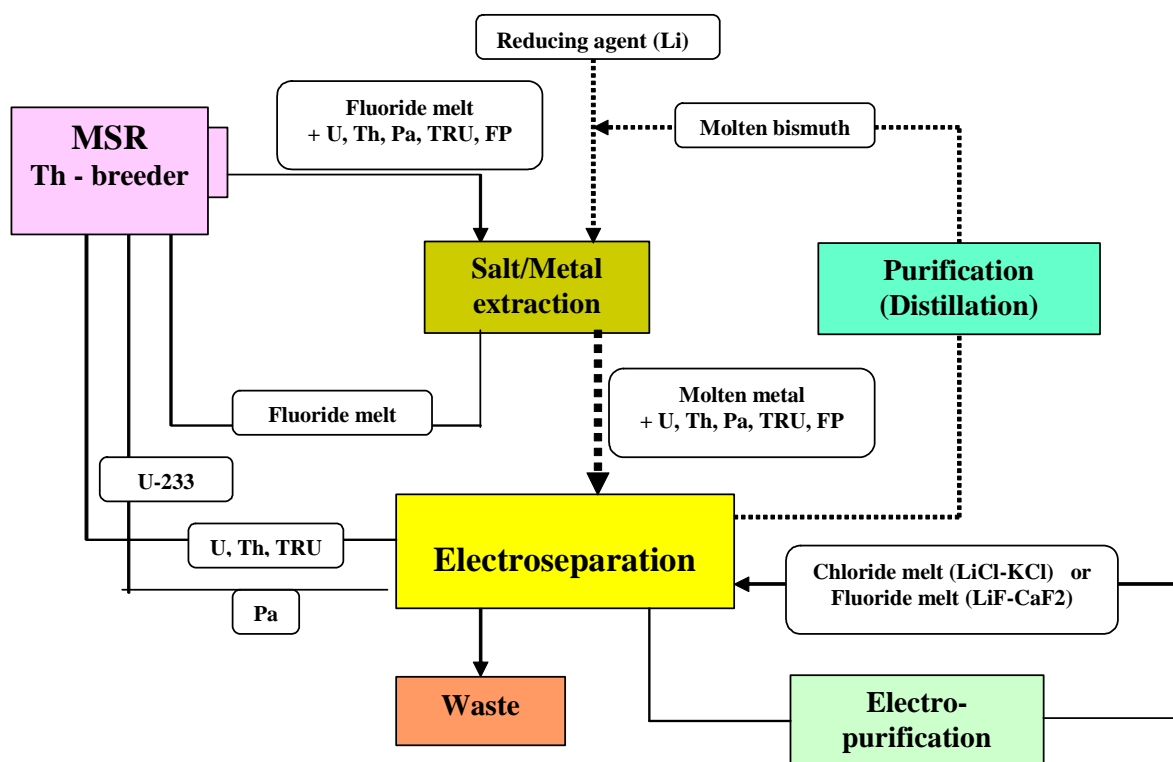 Reducing agent (Li)
Fluoride melt
+ U, Th, Pa, TRU, FP
Molten bismuth
MSR
Th - breeder
Salt/Metal
extraction
Purification
(Distillation)
Molten metal
+ U, Th, Pa, TRU, FP
Fluoride melt
U-233
U, Th, TRU
Electroseparation
Chloride melt (LiCl-KCl) or
Fluoride melt (LiF-CaF2)
Pa
Waste
Electro-
purification